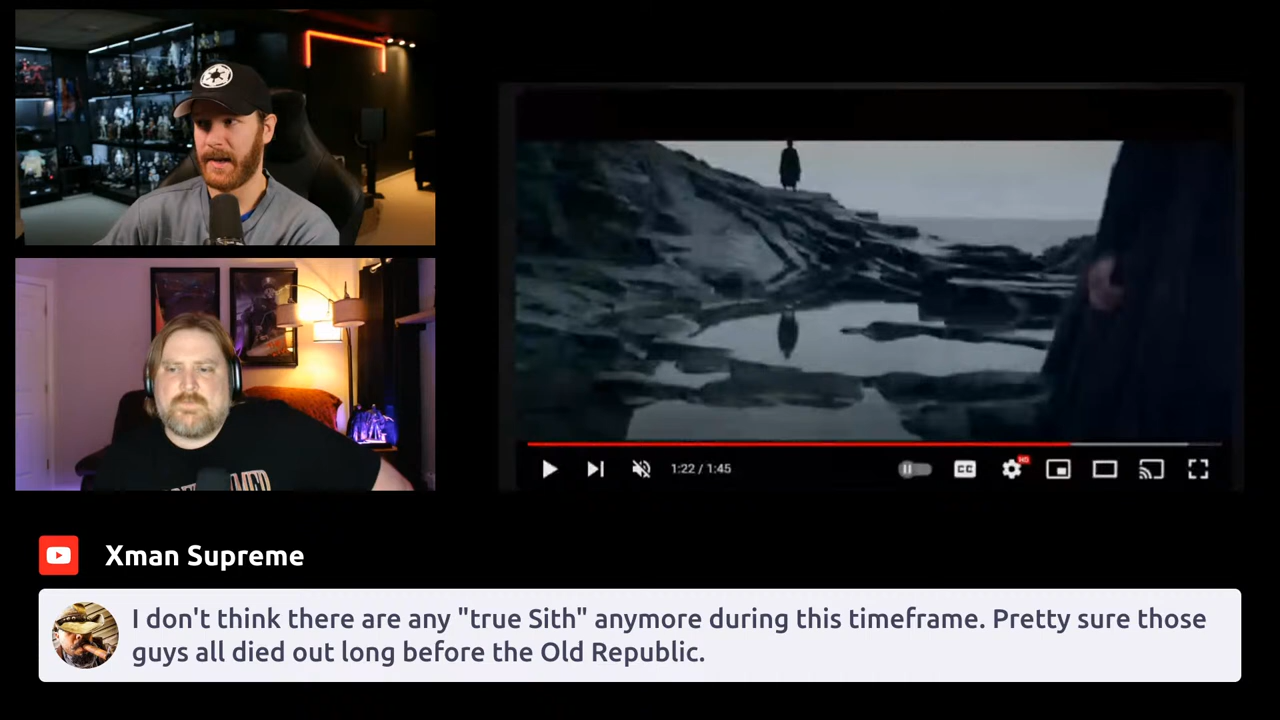 1:22 / 1:45
CC
HD
Xman Supreme
I don't think there are any "true Sith" anymore during this timeframe. Pretty sure those
guys all died out long before the Old Republic.